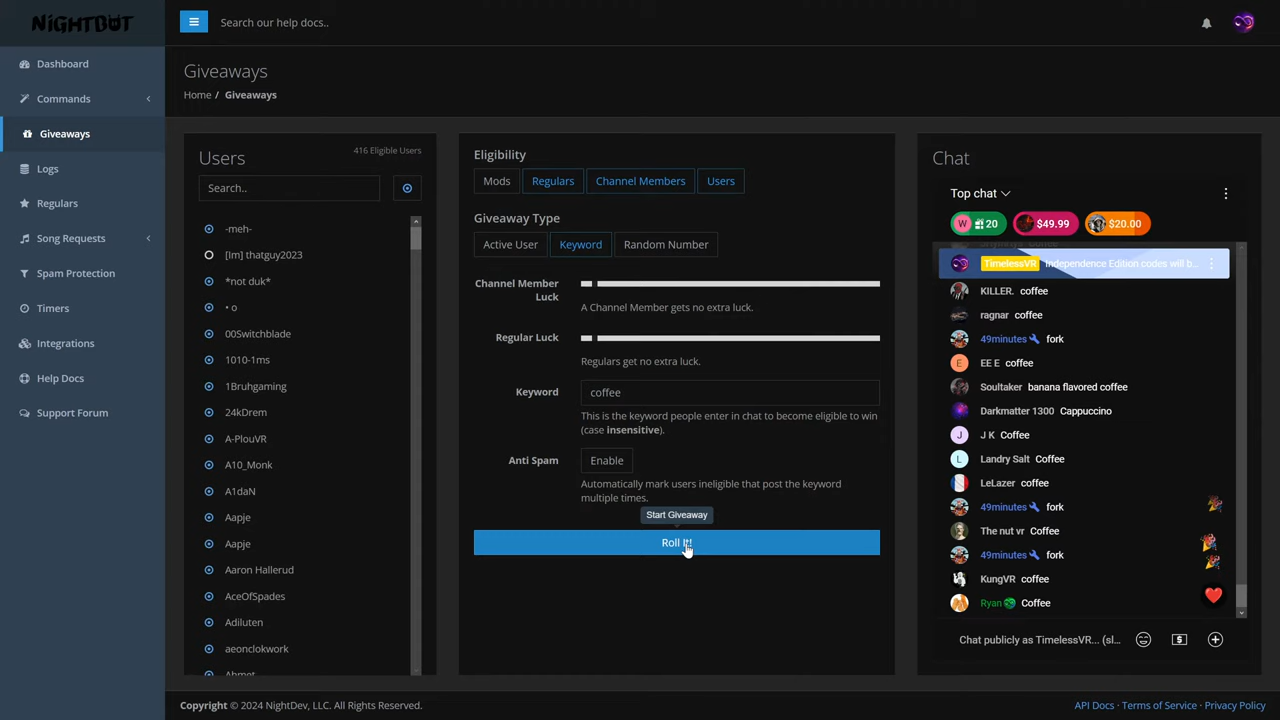 NiGHTBOT
Search our help docs..
Dashboard
Commands
Giveaways
Logs
Regulars
Song Requests
Spam Protection
Timers
Integrations
Help Docs
Support Forum
Giveaways
Home / Giveaways
Users
416 Eligible Users
Search..
-meh-
[Im] thatguy2023
*not duk*
• o
00Switchblade
1010-1ms
1Bruhgaming
24kDrem
A-PlouVR
A10_Monk
A1daN
Aapje
Aapje
Aaron Hallerud
AceOfSpades
Adiluten
aeonclokwork
Ahmet
Eligibility
Mods Regulars Channel Members Users
Giveaway Type
Active User Keyword Random Number
Channel Member
Luck
A Channel Member gets no extra luck.
Regular Luck
Regulars get no extra luck.
Keyword
coffee
This is the keyword people enter in chat to become eligible to win
(case insensitive).
Anti Spam
Enable
Automatically mark users ineligible that post the keyword
multiple times.
Start Giveaway
Roll It!
Chat
Top chat
W 20 $49.99 $20.00
TimelessVR Independence Edition codes will b...
KILLER. coffee
ragnar coffee
49minutes fork
E EE E coffee
Soultaker banana flavored coffee
Darkmatter 1300 Cappuccino
J J K Coffee
L Landry Salt Coffee
LeLazer coffee
49minutes fork
The nut vr Coffee
49minutes fork
KungVR coffee
Ryan Coffee
Chat publicly as TimelessVR... (sl...
Copyright © 2024 NightDev, LLC. All Rights Reserved.
API Docs · Terms of Service · Privacy Policy